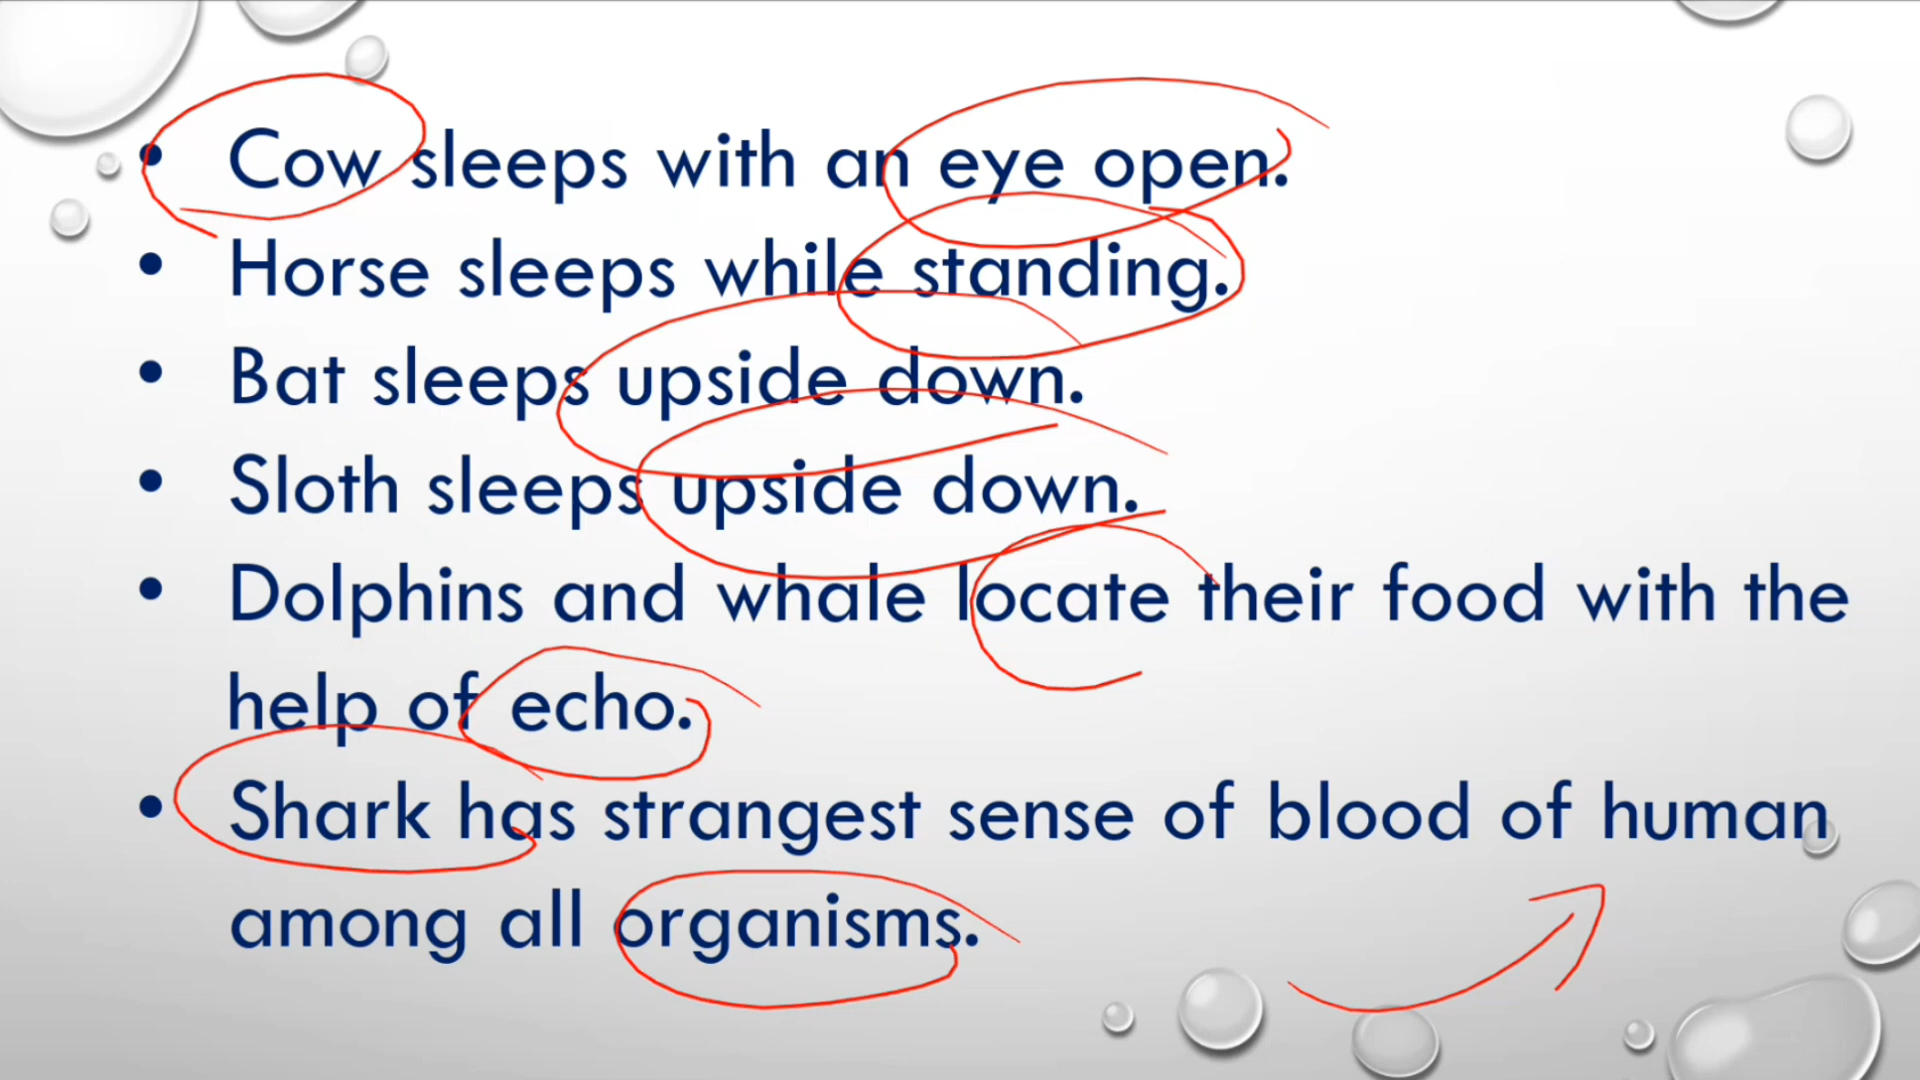 • Cow sleeps with an eye open.
• Horse sleeps while standing.
• Bat sleeps upside down.
• Sloth sleeps upside down.
• Dolphins and whale locate their food with the
help of echo.
• Shark has strangest sense of blood of human
among all organisms.